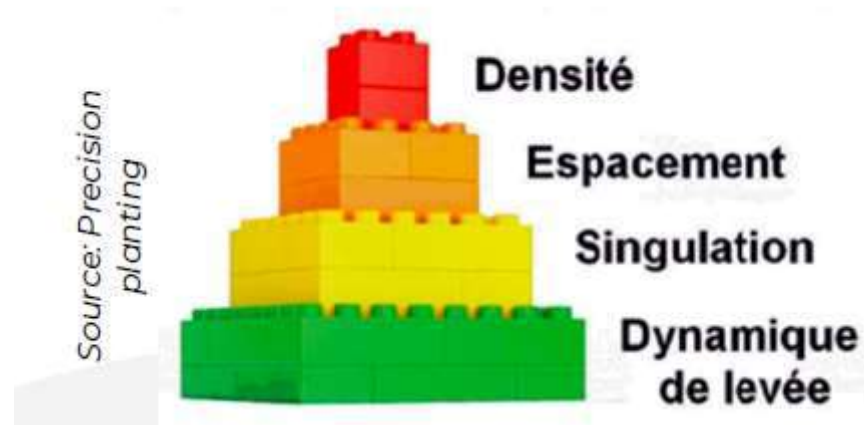 Source: Precision
planting
Densité
Espacement
Singulation
Dynamique
de levée